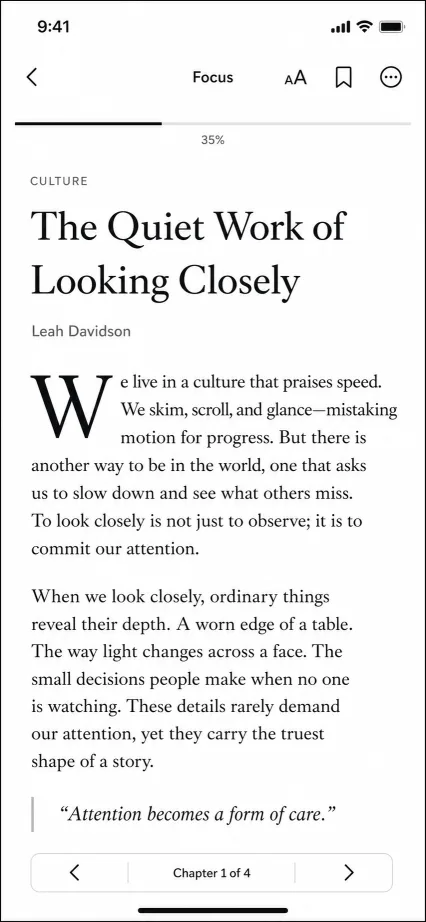 9:41
Focus
AA
35%
CULTURE
The Quiet Work of
Looking Closely
Leah Davidson
We live in a culture that praises speed.
We skim, scroll, and glance—mistaking
motion for progress. But there is
another way to be in the world, one that asks
us to slow down and see what others miss.
To look closely is not just to observe; it is to
commit our attention.
When we look closely, ordinary things
reveal their depth. A worn edge of a table.
The way light changes across a face. The
small decisions people make when no one
is watching. These details rarely demand
our attention, yet they carry the truest
shape of a story.
“Attention becomes a form of care.”
Chapter 1 of 4